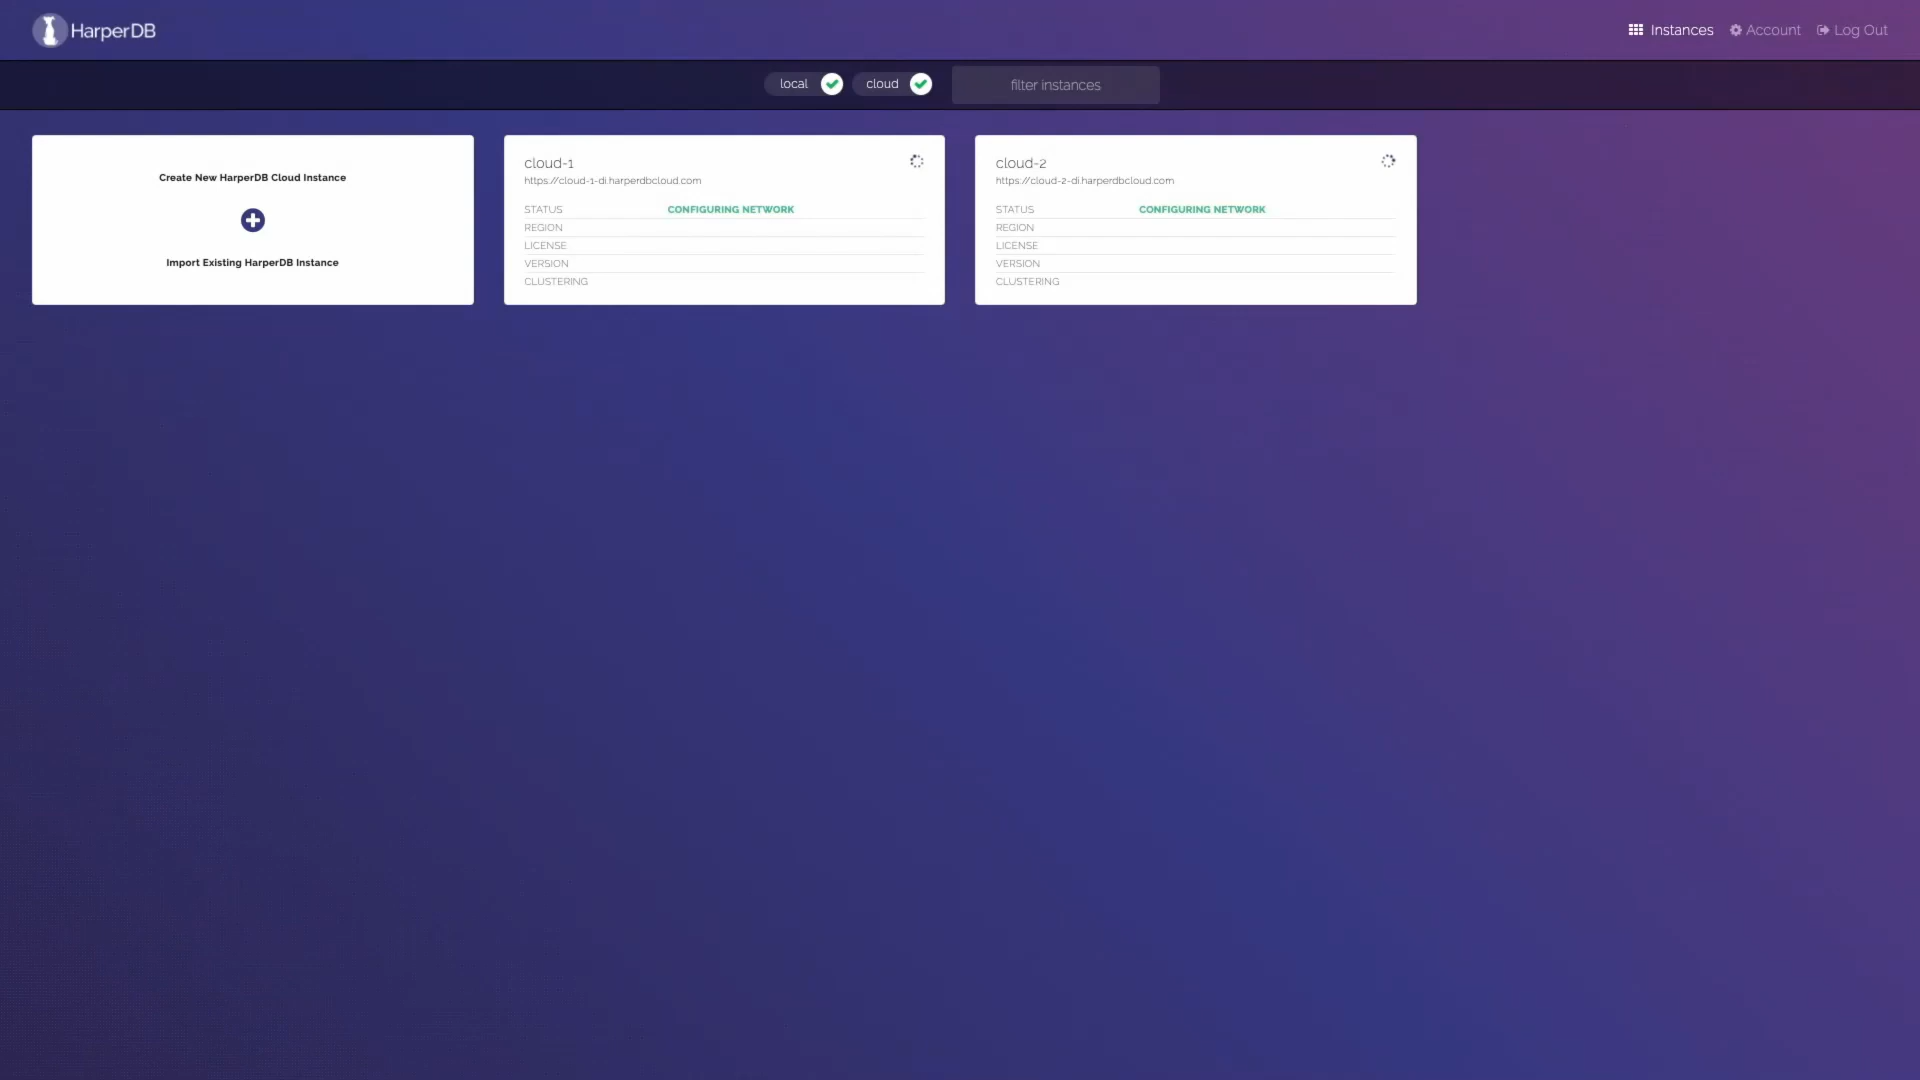 HarperDB
Instances
Account
Log Out
local
cloud
filter instances
Create New HarperDB Cloud Instance
Import Existing HarperDB Instance
cloud-1
https://cloud-1-di.harperdbcloud.com
STATUS CONFIGURING NETWORK
REGION
LICENSE
VERSION
CLUSTERING
cloud-2
https://cloud-2-di.harperdbcloud.com
STATUS CONFIGURING NETWORK
REGION
LICENSE
VERSION
CLUSTERING